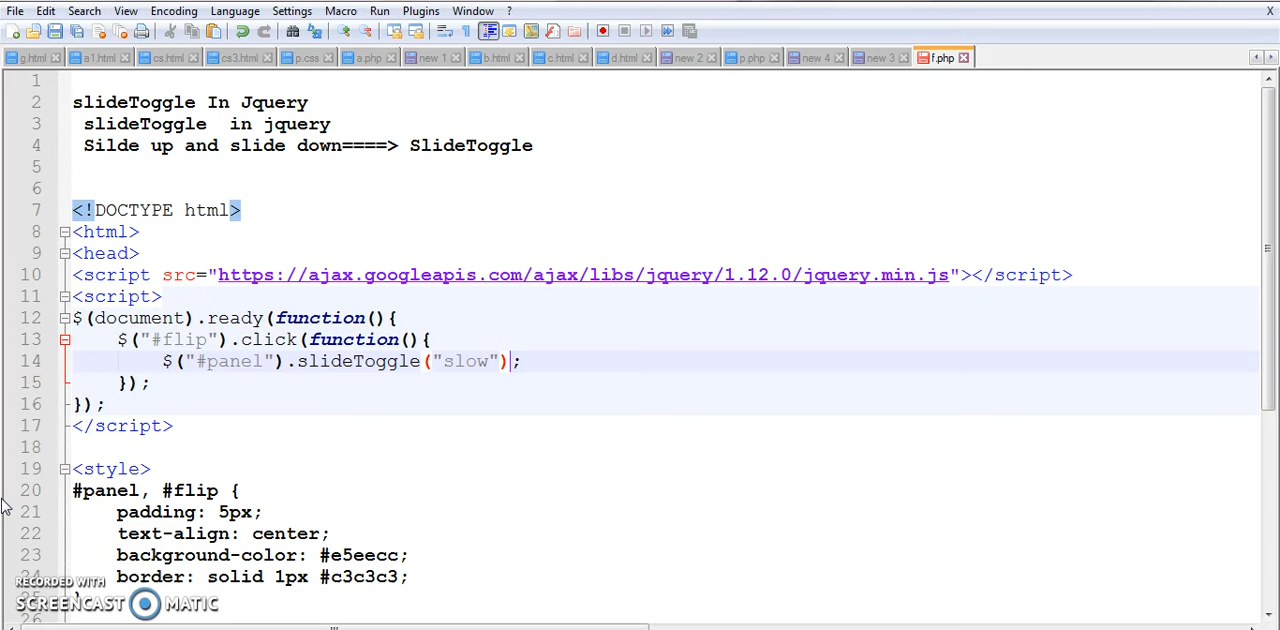 File Edit Search View Encoding Language Settings Macro Run Plugins Window ? X
g.html a1.html cs.html cs3.html p.css a.php new 1 b.html c.html d.html new 2 p.php new 4 new 3 f.php
1
2 slideToggle In Jquery
3 slideToggle in jquery
4 Silde up and slide down====> SlideToggle
5
6
7 <!DOCTYPE html>
8 <html>
9 <head>
10 <script src="https://ajax.googleapis.com/ajax/libs/jquery/1.12.0/jquery.min.js"></script>
11 <script>
12 $(document).ready(function(){
13 $("#flip").click(function(){
14 $("#panel").slideToggle("slow");
15 });
16 });
17 </script>
18
19 <style>
20 #panel, #flip {
21 padding: 5px;
22 text-align: center;
23 background-color: #e5eecc;
24 border: solid 1px #c3c3c3;
RECORDED WITH
SCREENCAST MATIC